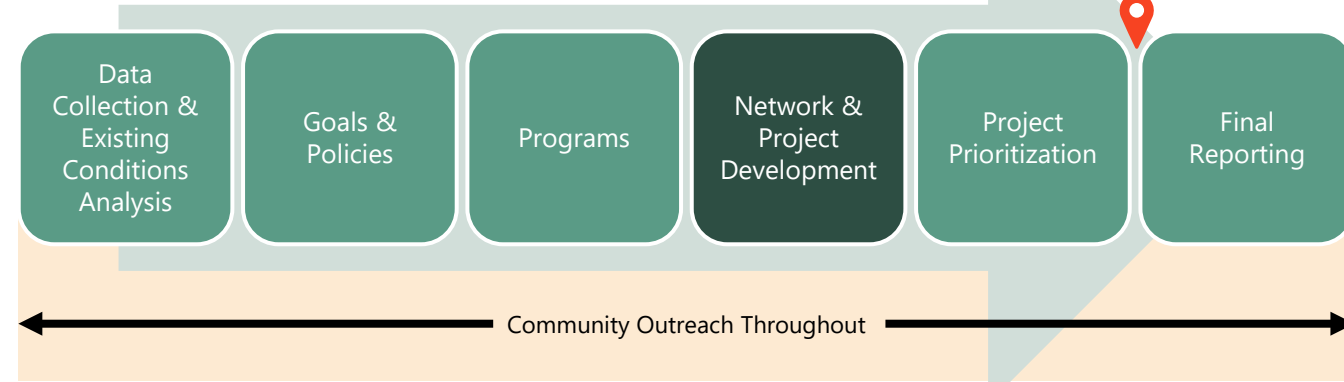 Data
Collection &
Existing
Conditions
Analysis
Goals &
Policies
Programs
Network &
Project
Development
Project
Prioritization
Final
Reporting
Community Outreach Throughout